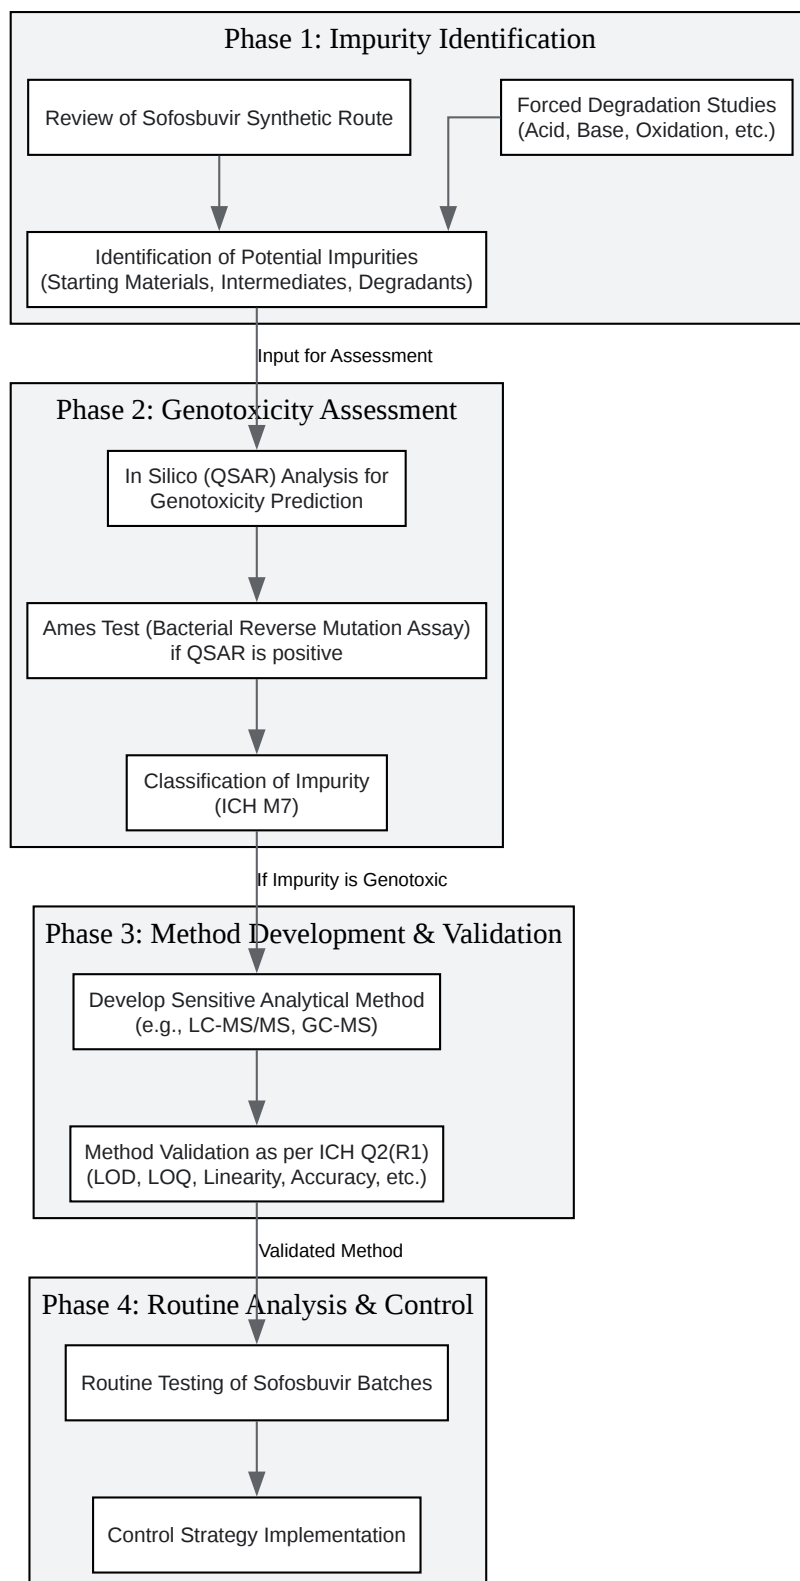 Phase 1: Impurity Identification
Review of Sofosbuvir Synthetic Route
Forced Degradation Studies
(Acid, Base, Oxidation, etc.)
Identification of Potential Impurities
(Starting Materials, Intermediates, Degradants)
Input for Assessment
Phase 2: Genotoxicity Assessment
In Silico (QSAR) Analysis for
Genotoxicity Prediction
Ames Test (Bacterial Reverse Mutation Assay)
if QSAR is positive
Classification of Impurity
(ICH M7)
If Impurity is Genotoxic
Phase 3: Method Development & Validation
Develop Sensitive Analytical Method
(e.g., LC-MS/MS, GC-MS)
Method Validation as per ICH Q2(R1)
(LOD, LOQ, Linearity, Accuracy, etc.)
Validated Method
Phase 4: Routine Analysis & Control
Routine Testing of Sofosbuvir Batches
Control Strategy Implementation